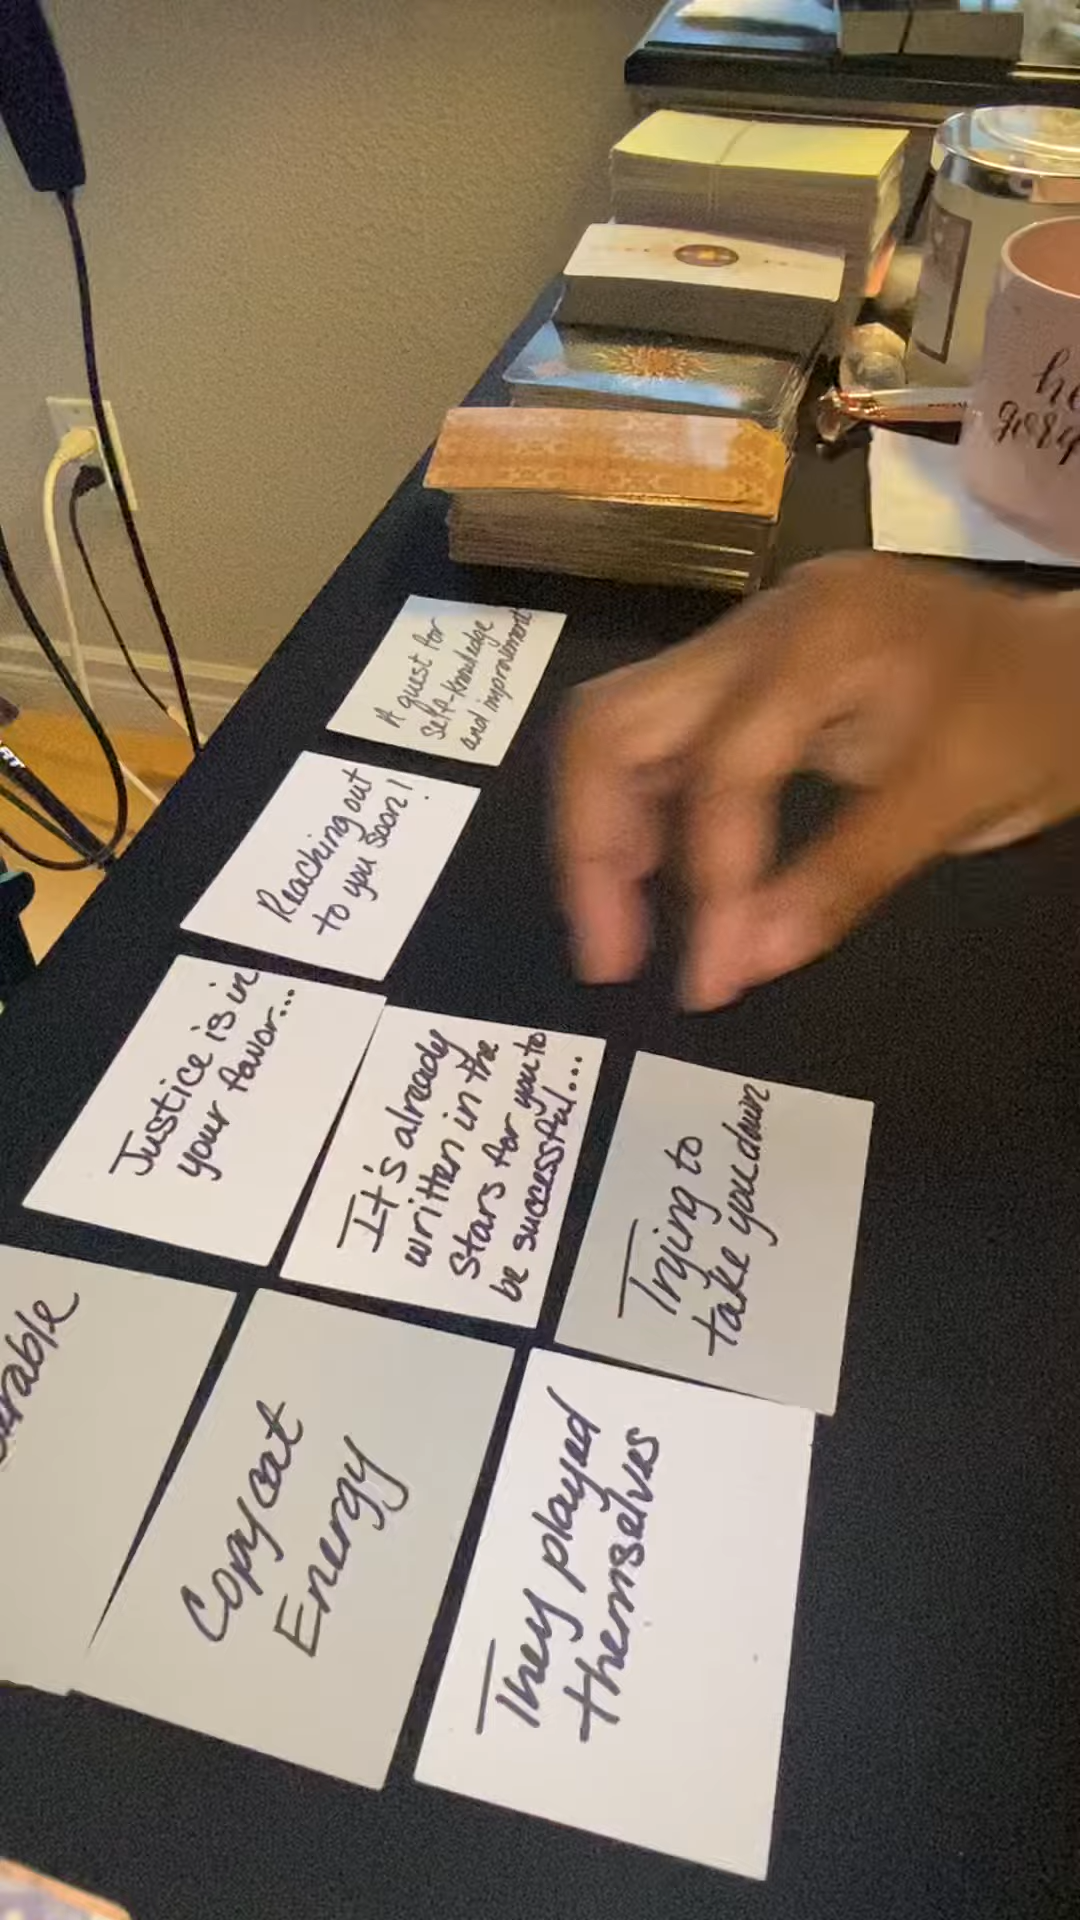 A quest for
self-knowledge
and improvement
Reaching out
to you soon!
Justice is in
your favor...
It's already
written in the
stars for you to
be successful...
Trying to
take you down
Copycat
Energy
They played
themselves